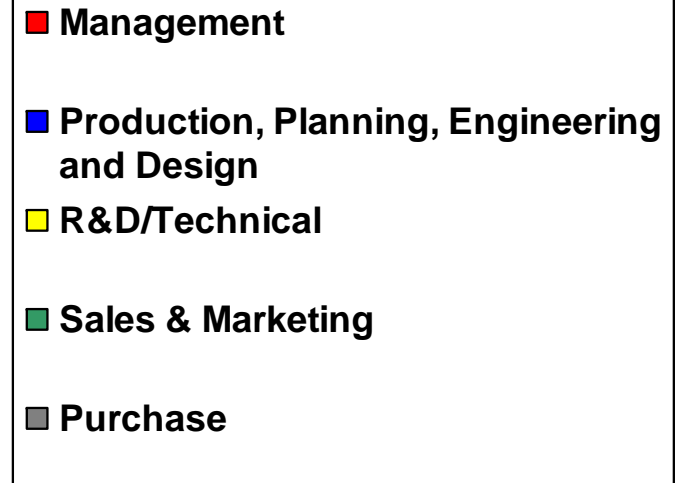 Management
Production, Planning, Engineering
and Design
R&D/Technical
Sales & Marketing
Purchase